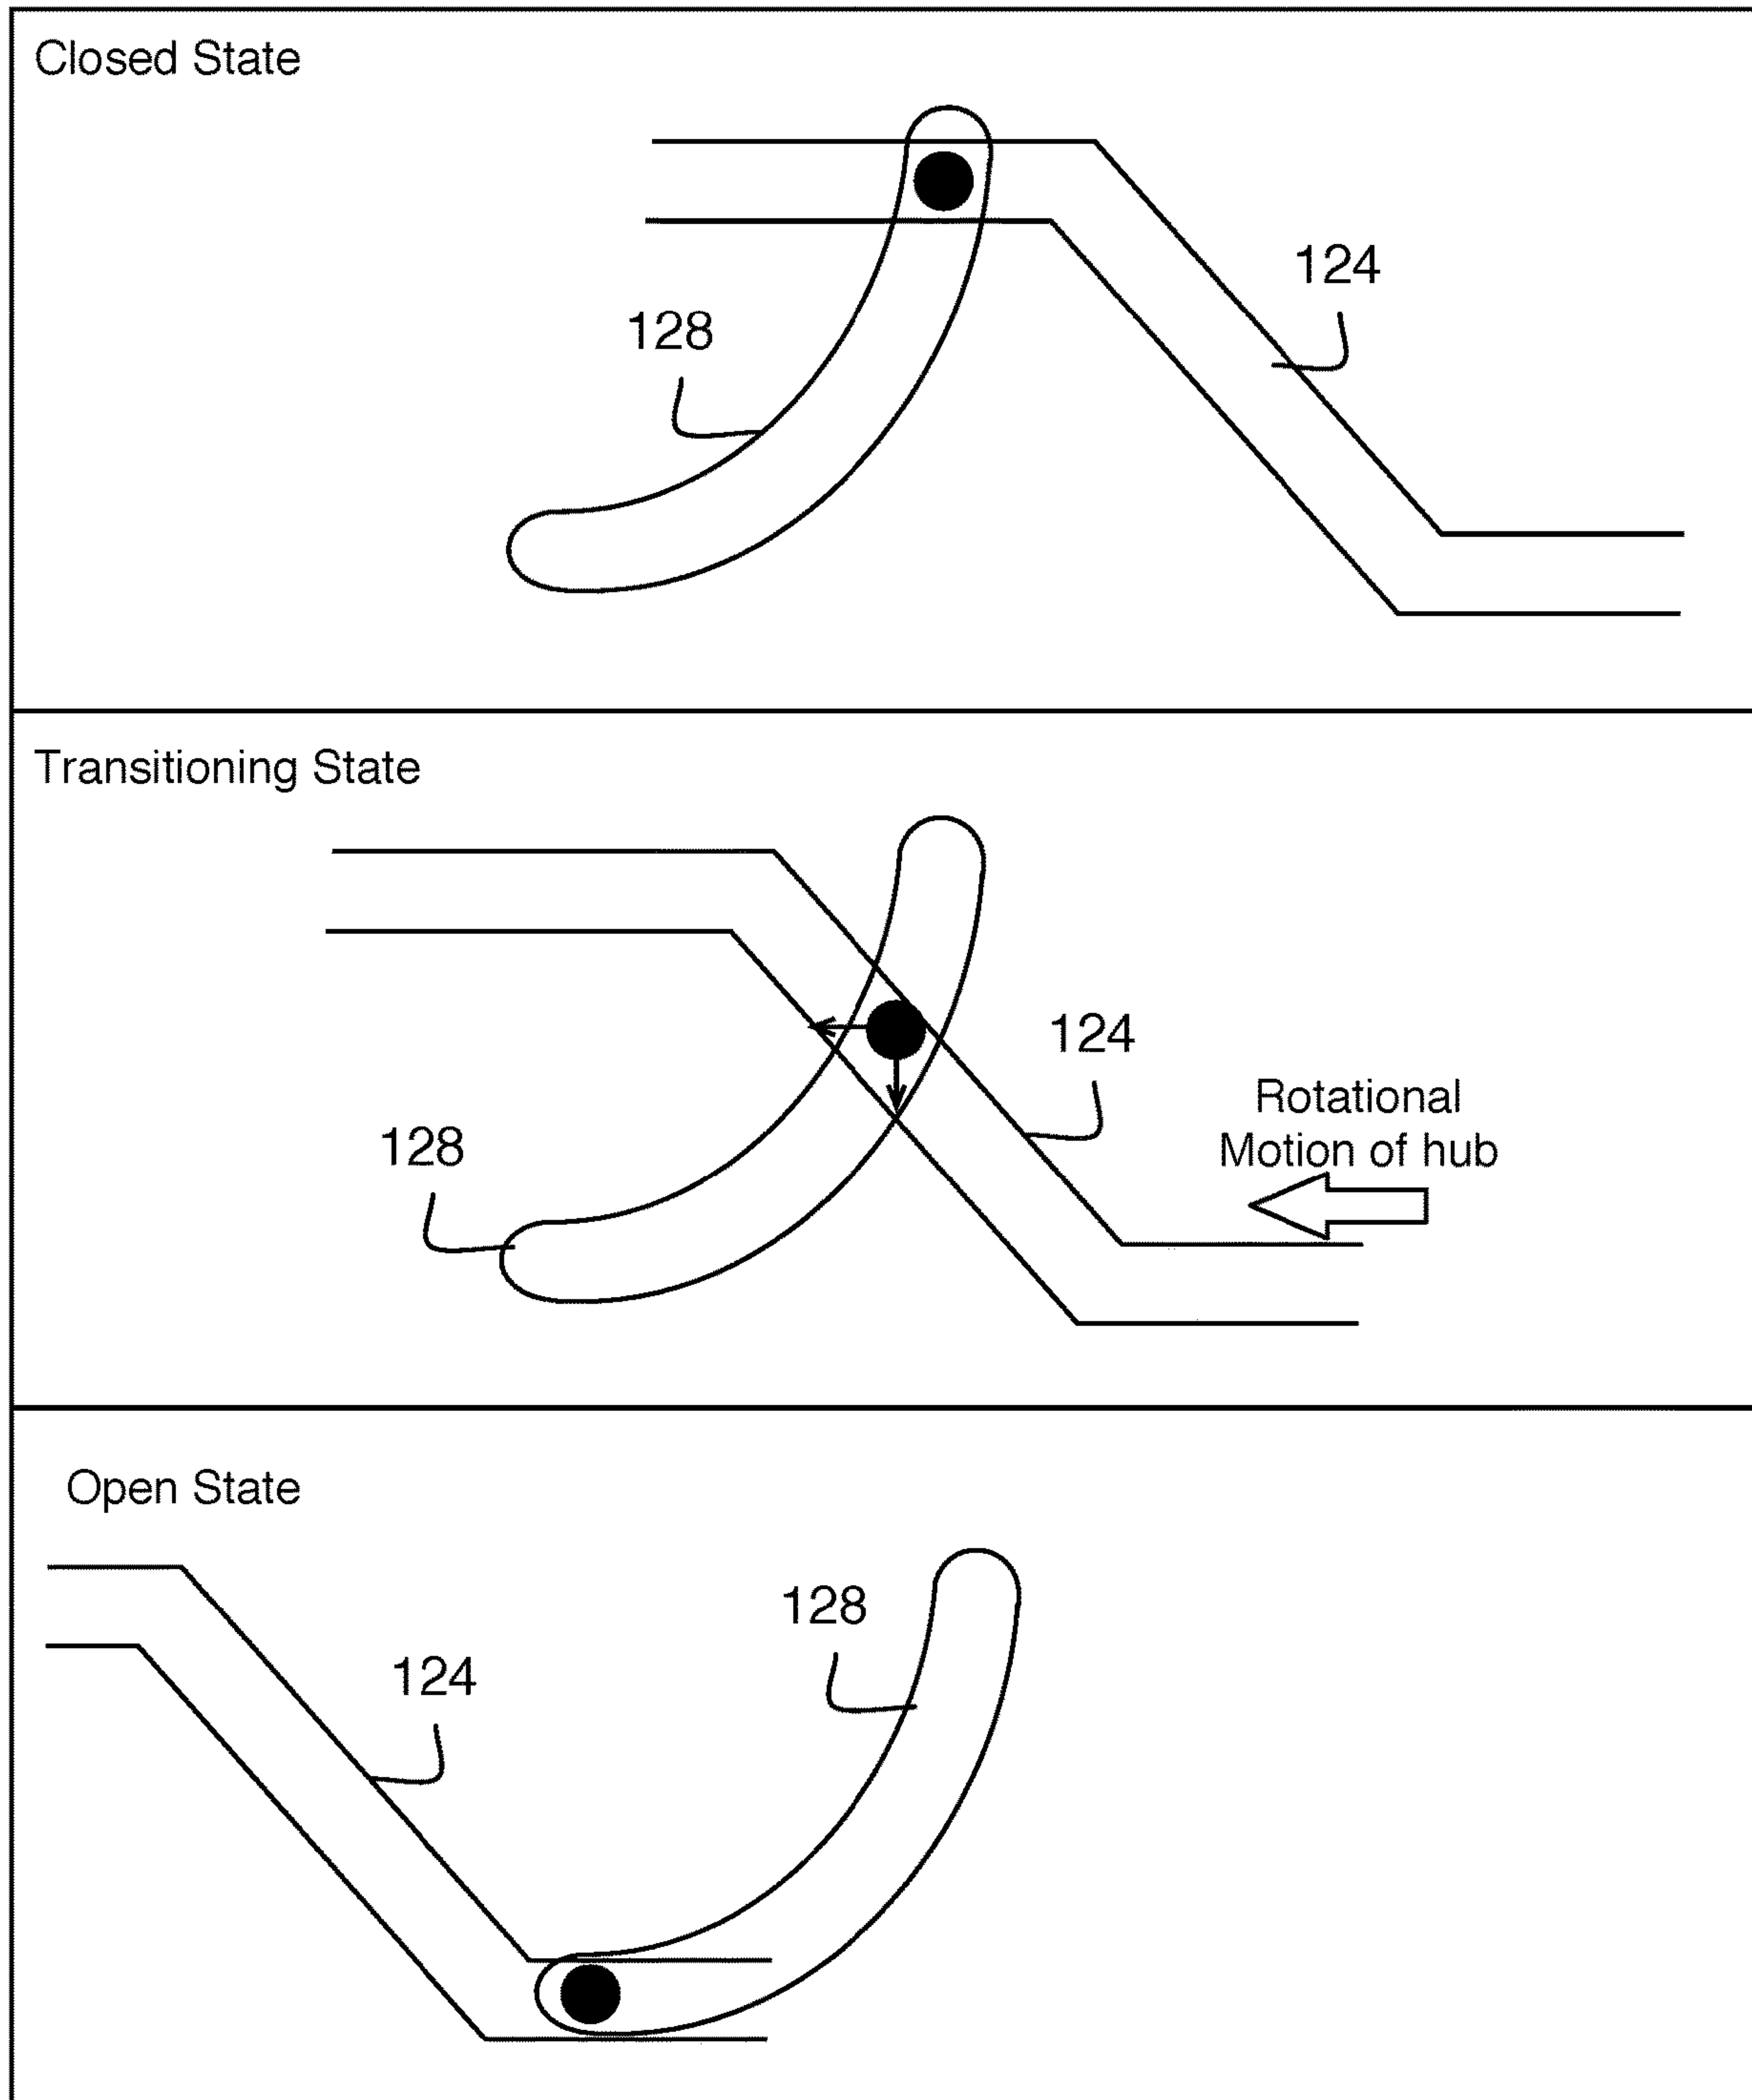 Closed State
124
128
Transitioning State
124
Rotational
Motion of hub
128
Open State
128
124